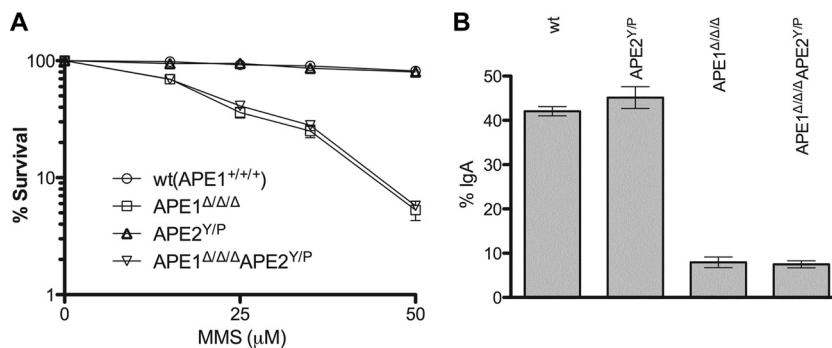 A
% Survival
100
10
1
wt(APE1⁺/⁺/⁺)
APE1Δ/Δ/Δ
APE2Y/P
APE1Δ/Δ/ΔAPE2Y/P
0
25
50
MMS (μM)
B
wt
APE2Y/P
APE1Δ/Δ/Δ
APE1Δ/Δ/ΔAPE2Y/P
% IgA
50
40
30
20
10
0